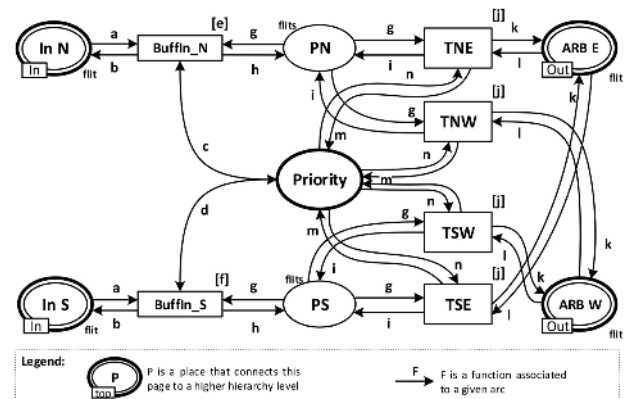 [e]
[j]
In N
a
b
In
flit
BuffIn_N
g
h
flits
PN
g
i
TNE
k
l
ARB E
Out
flit
n
m
i
g
[j]
TNW
k
c
Priority
n
m
n
[j]
d
m
g
TSW
k
i
l
n
[j]
k
In S
a
b
In
flit
[f]
BuffIn_S
g
h
flits
PS
g
i
TSE
l
ARB W
Out
flit
Legend:
P
top
P is a place that connects this
page to a higher hierarchy level
F
F is a function associated
to a given arc